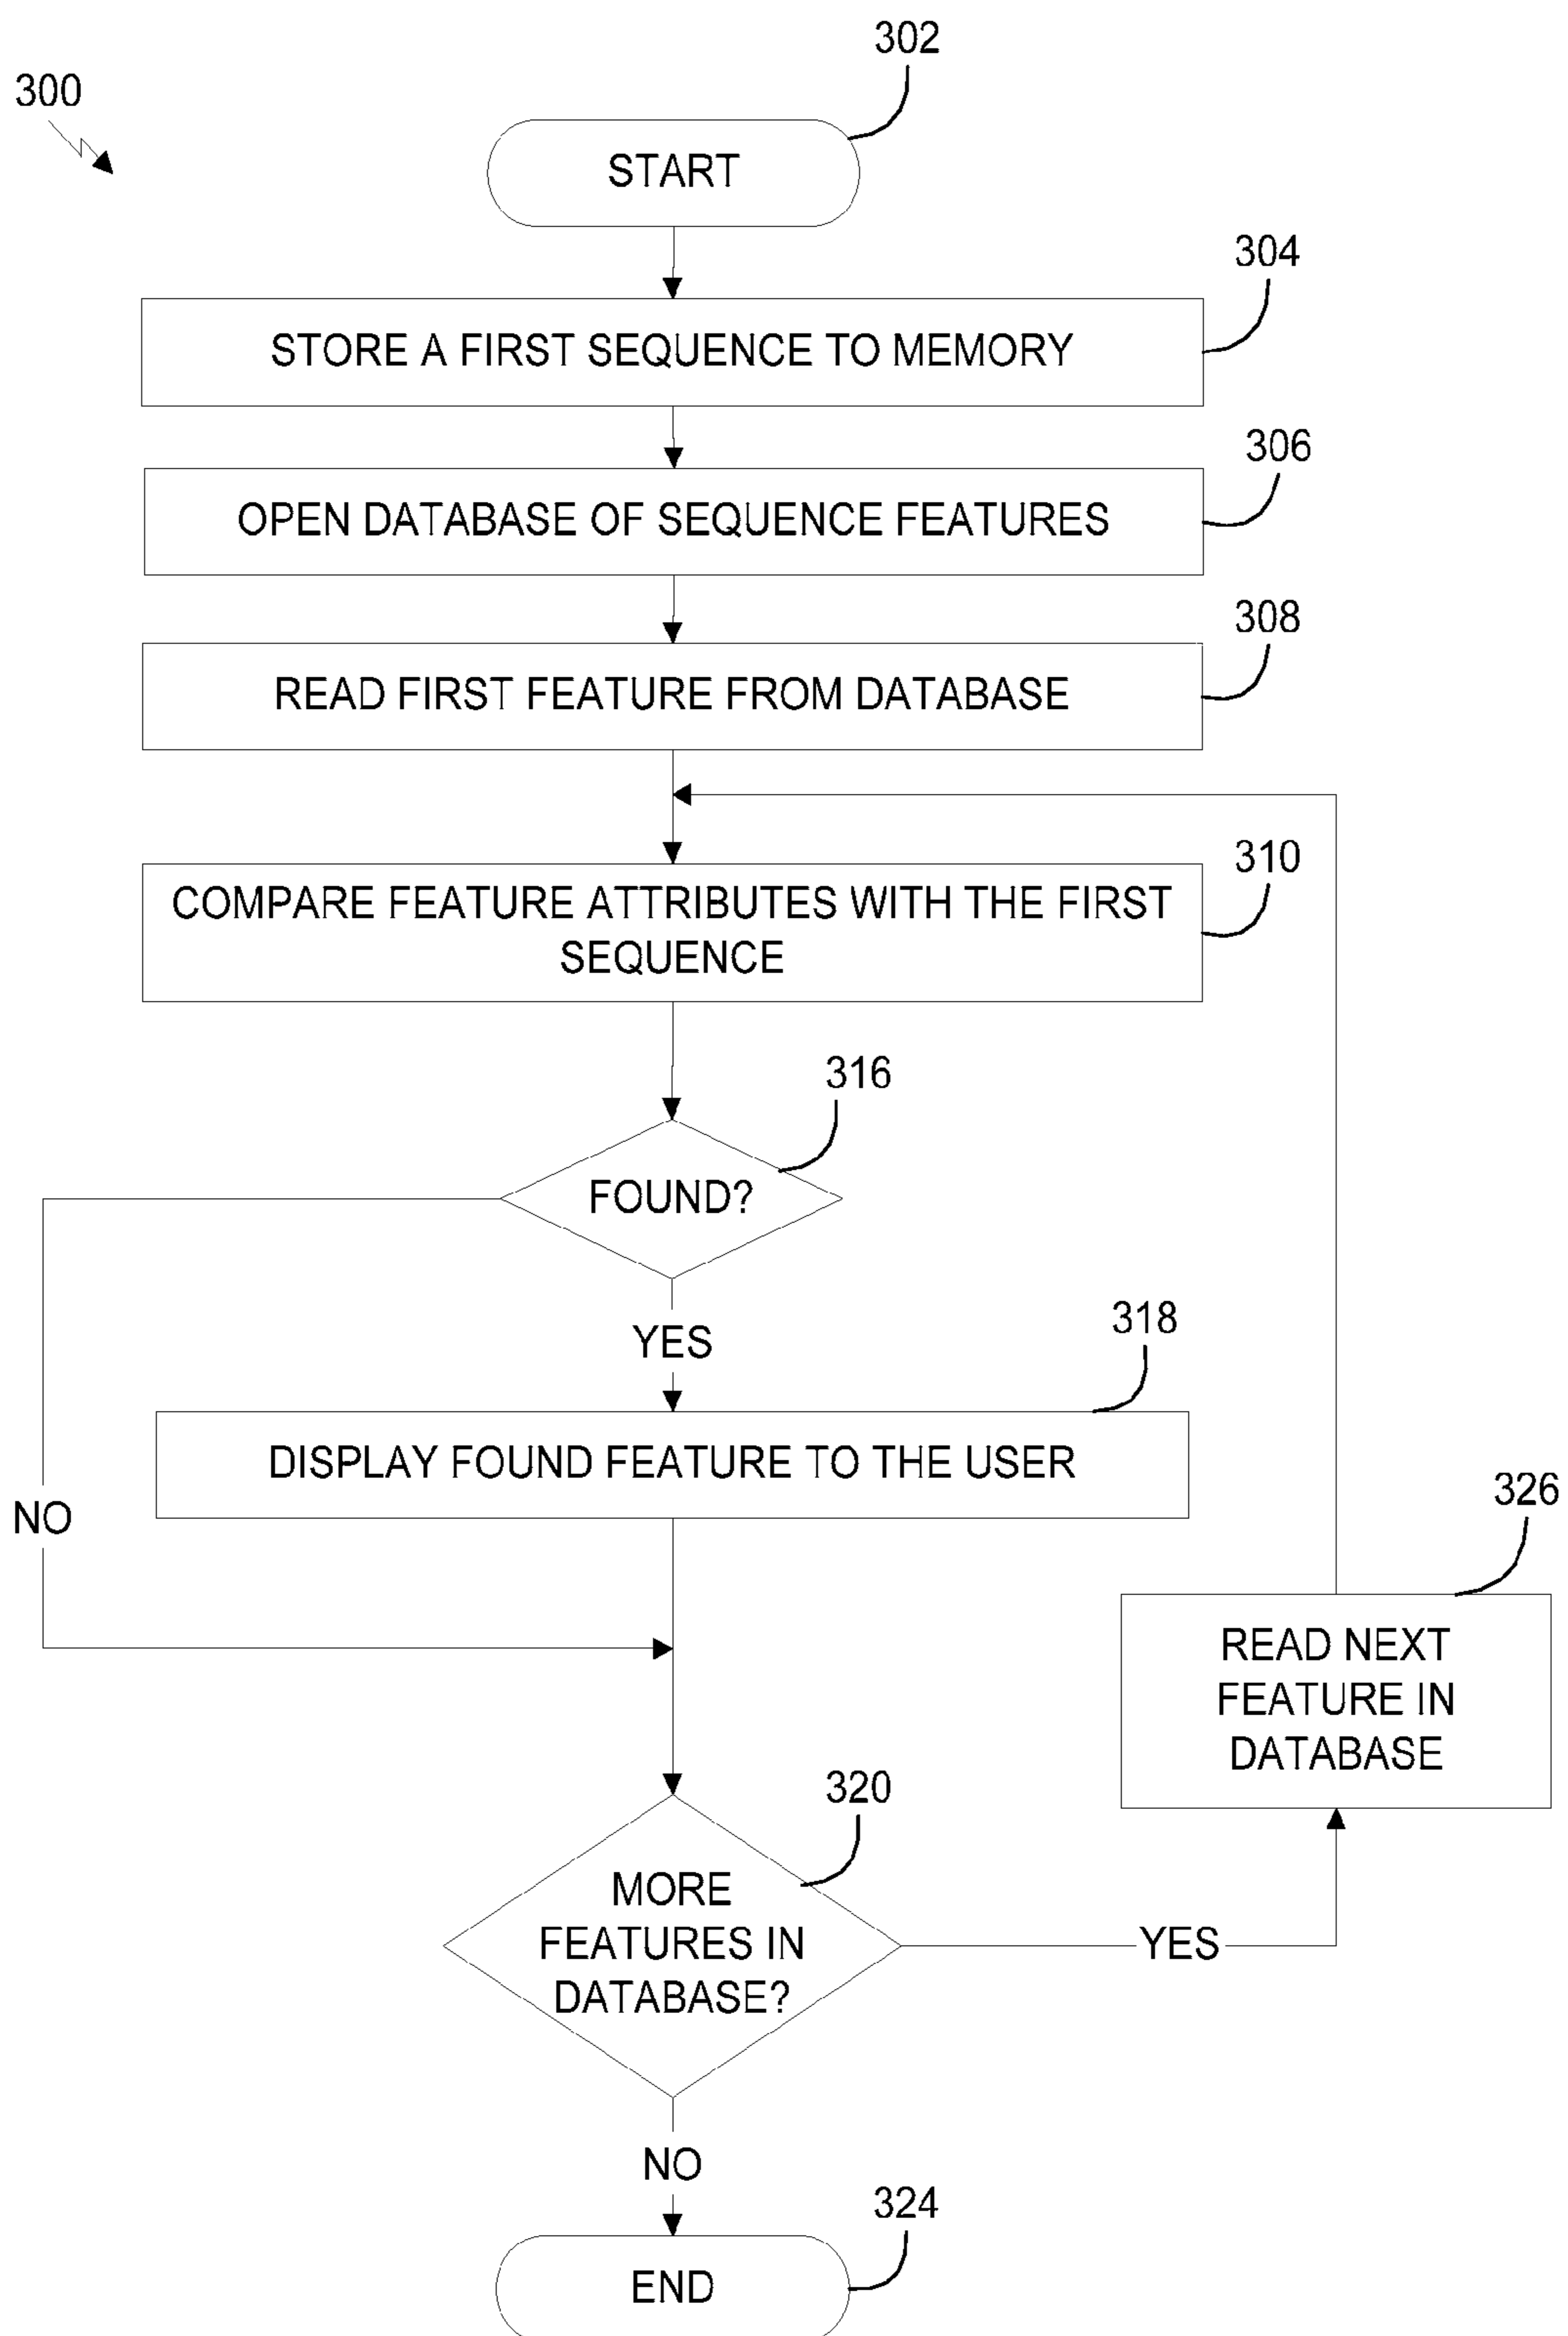 302
300
START
304
STORE A FIRST SEQUENCE TO MEMORY
306
OPEN DATABASE OF SEQUENCE FEATURES
308
READ FIRST FEATURE FROM DATABASE
310
COMPARE FEATURE ATTRIBUTES WITH THE FIRST
SEQUENCE
316
FOUND?
YES
318
DISPLAY FOUND FEATURE TO THE USER
NO
326
READ NEXT
FEATURE IN
DATABASE
320
MORE
FEATURES IN
DATABASE?
YES
NO
324
END